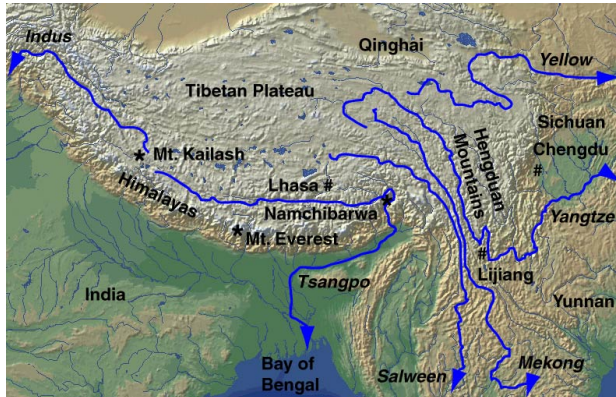 Indus
Qinghai
Yellow
Tibetan Plateau
Sichuan
Chengdu
#
* Mt. Kailash
Hengduan
Mountains
Himalayas
Lhasa #
Namchibarwa *
Yangtze
* Mt. Everest
#
Lijiang
Tsangpo
India
Yunnan
Bay of
Bengal
Salween
Mekong